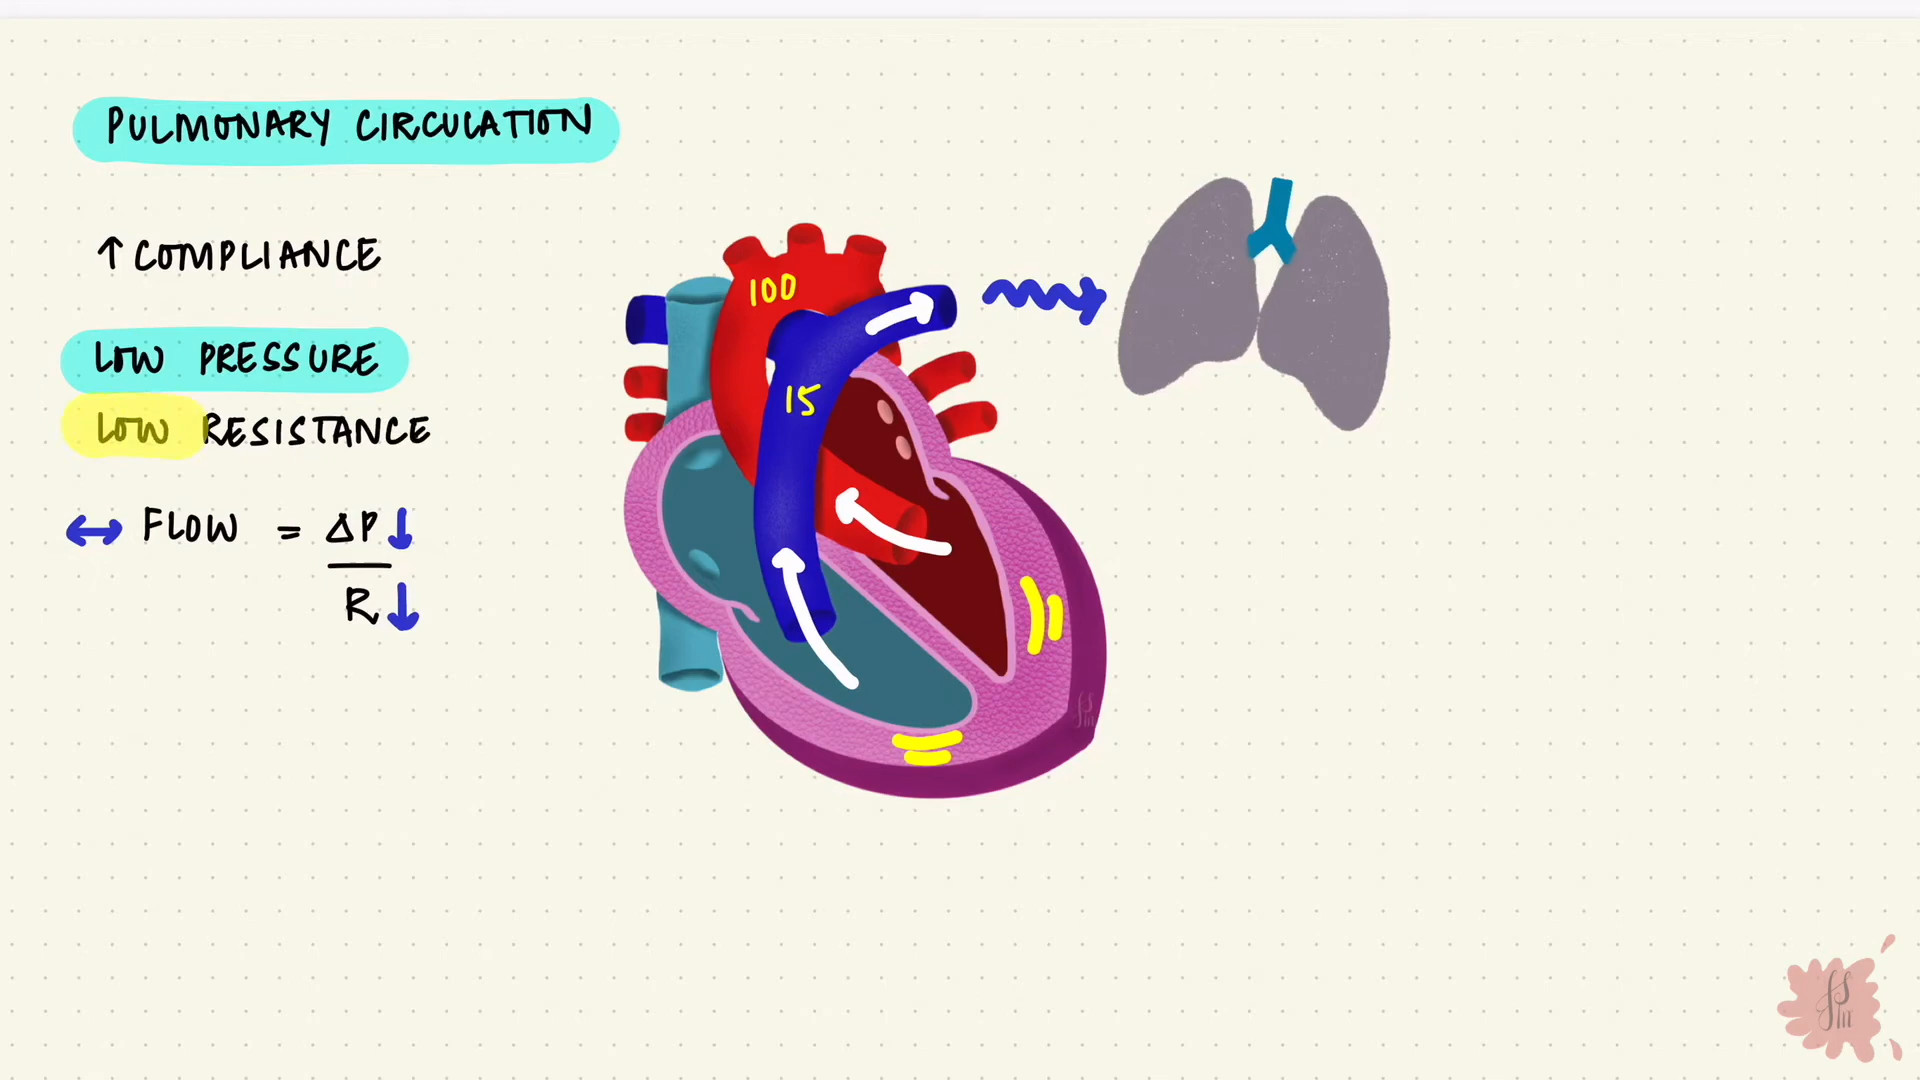 PULMONARY CIRCULATION
↑ COMPLIANCE
LOW PRESSURE
LOW RESISTANCE
↔ FLOW = ΔP↓
R↓
100
15